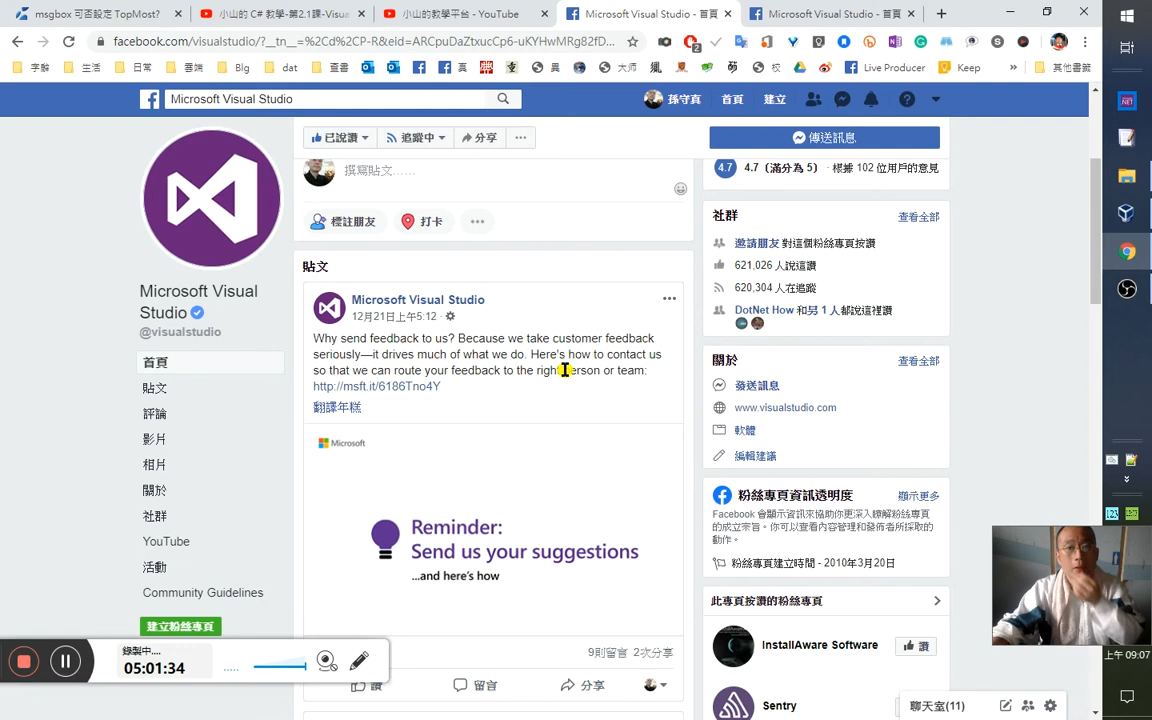 msgbox 可否設定 TopMost?
小山的 C# 教學-第2.1課-Visua
小山的教學平台 - YouTube
Microsoft Visual Studio - 首頁
Microsoft Visual Studio - 首頁
facebook.com/visualstudio/?__tn__=%2Cd%2CP-R&eid=ARCpuDaZtxucCp6-uKYHwMRg82fD...
字辭
生活
日常
雲端
Blg
dat
查書
真
異
大师
校
萌
Live Producer
Keep
其他書籤
Microsoft Visual Studio
孫守真
首頁
建立
已說讚
追蹤中
分享
傳送訊息
撰寫貼文......
標註朋友
打卡
Microsoft Visual
Studio
@visualstudio
首頁
貼文
評論
影片
相片
關於
社群
YouTube
活動
Community Guidelines
建立粉絲專頁
貼文
Microsoft Visual Studio
12月21日上午5:12
Why send feedback to us? Because we take customer feedback
seriously—it drives much of what we do. Here's how to contact us
so that we can route your feedback to the right person or team:
http://msft.it/6186Tno4Y
翻譯年糕
Microsoft
Reminder:
Send us your suggestions
...and here's how
9則留言 2次分享
讚
留言
分享
4.7
4.7（滿分為 5） · 根據 102 位用戶的意見
社群
查看全部
邀請朋友 對這個粉絲專頁按讚
621,026 人說這讚
620,304 人在追蹤
DotNet How 和另 1 人都說這裡讚
關於
查看全部
發送訊息
www.visualstudio.com
軟體
編輯建議
粉絲專頁資訊透明度
顯示更多
Facebook 會顯示資訊來協助你更深入瞭解粉絲專頁
的成立宗旨。你可以查看內容管理和發佈者所採取的
動作。
粉絲專頁建立時間 - 2010年3月20日
此專頁按讚的粉絲專頁
InstallAware Software
讚
Sentry
聊天室(11)
錄製中....
05:01:34
上午 09:07